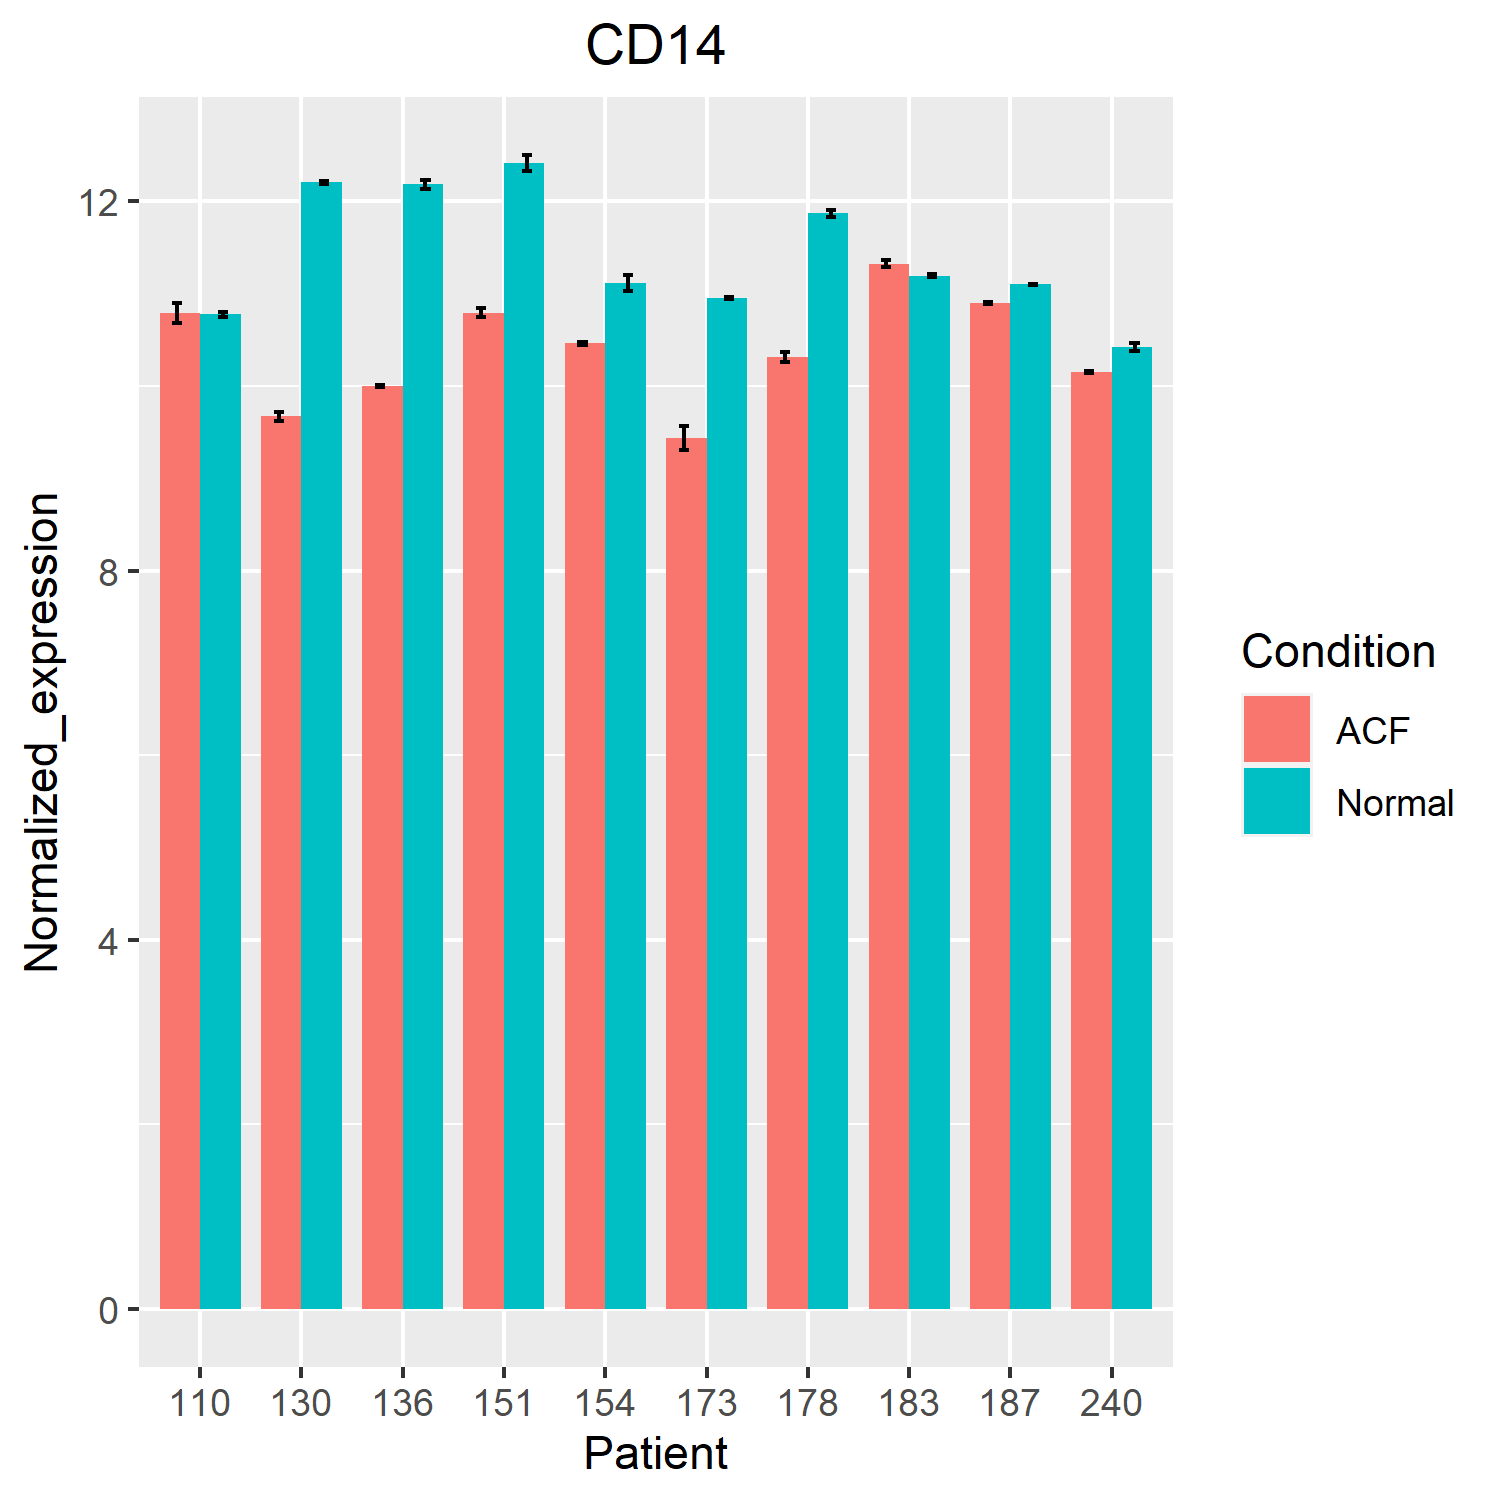 CD14
Normalized_expression
12
8
4
0
110 130 136 151 154 173 178 183 187 240
Patient
Condition
ACF
Normal